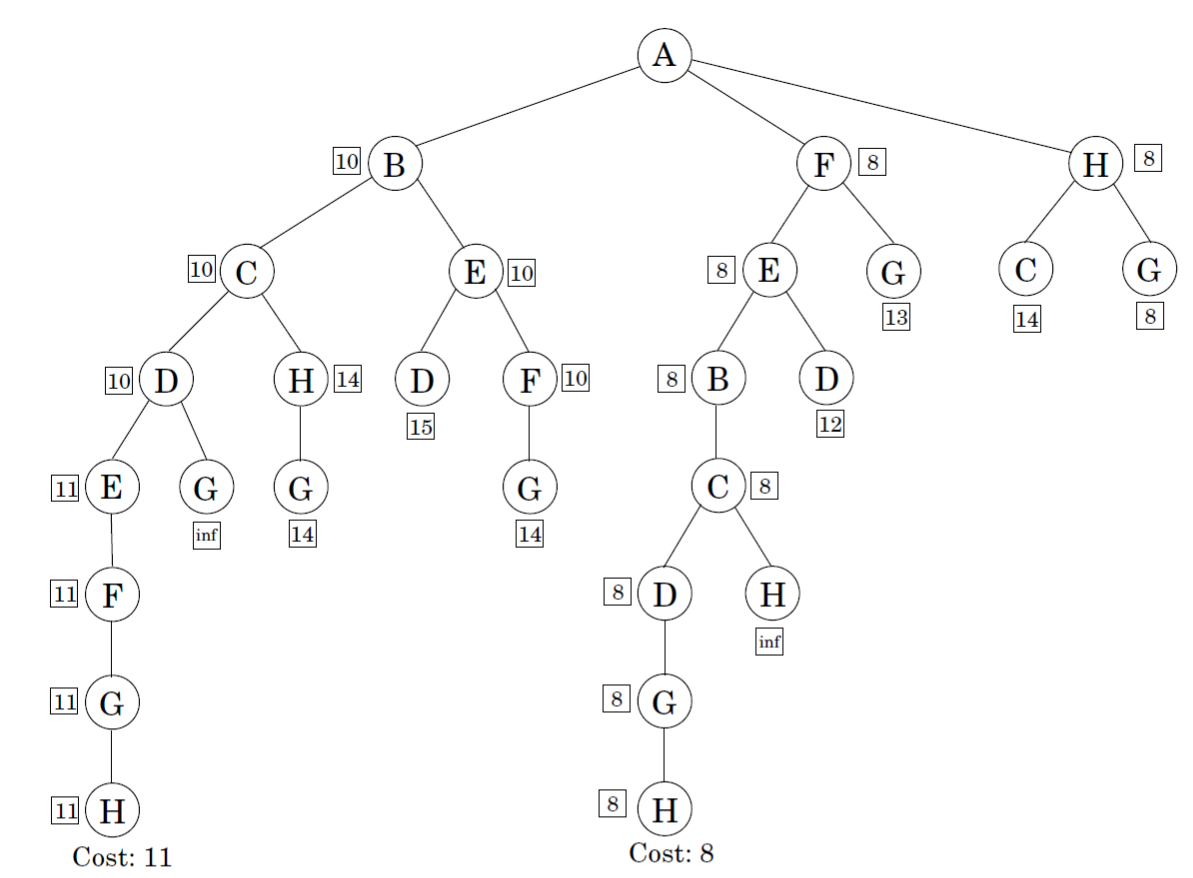 A
10 B F 8 H 8
10 C E 10 8 E G C G
13 14 8
10 D H 14 D F 10 8 B D
15 12
11 E G G G C 8
inf 14 14
11 F 8 D H
inf
11 G 8 G
11 H 8 H
Cost: 11 Cost: 8